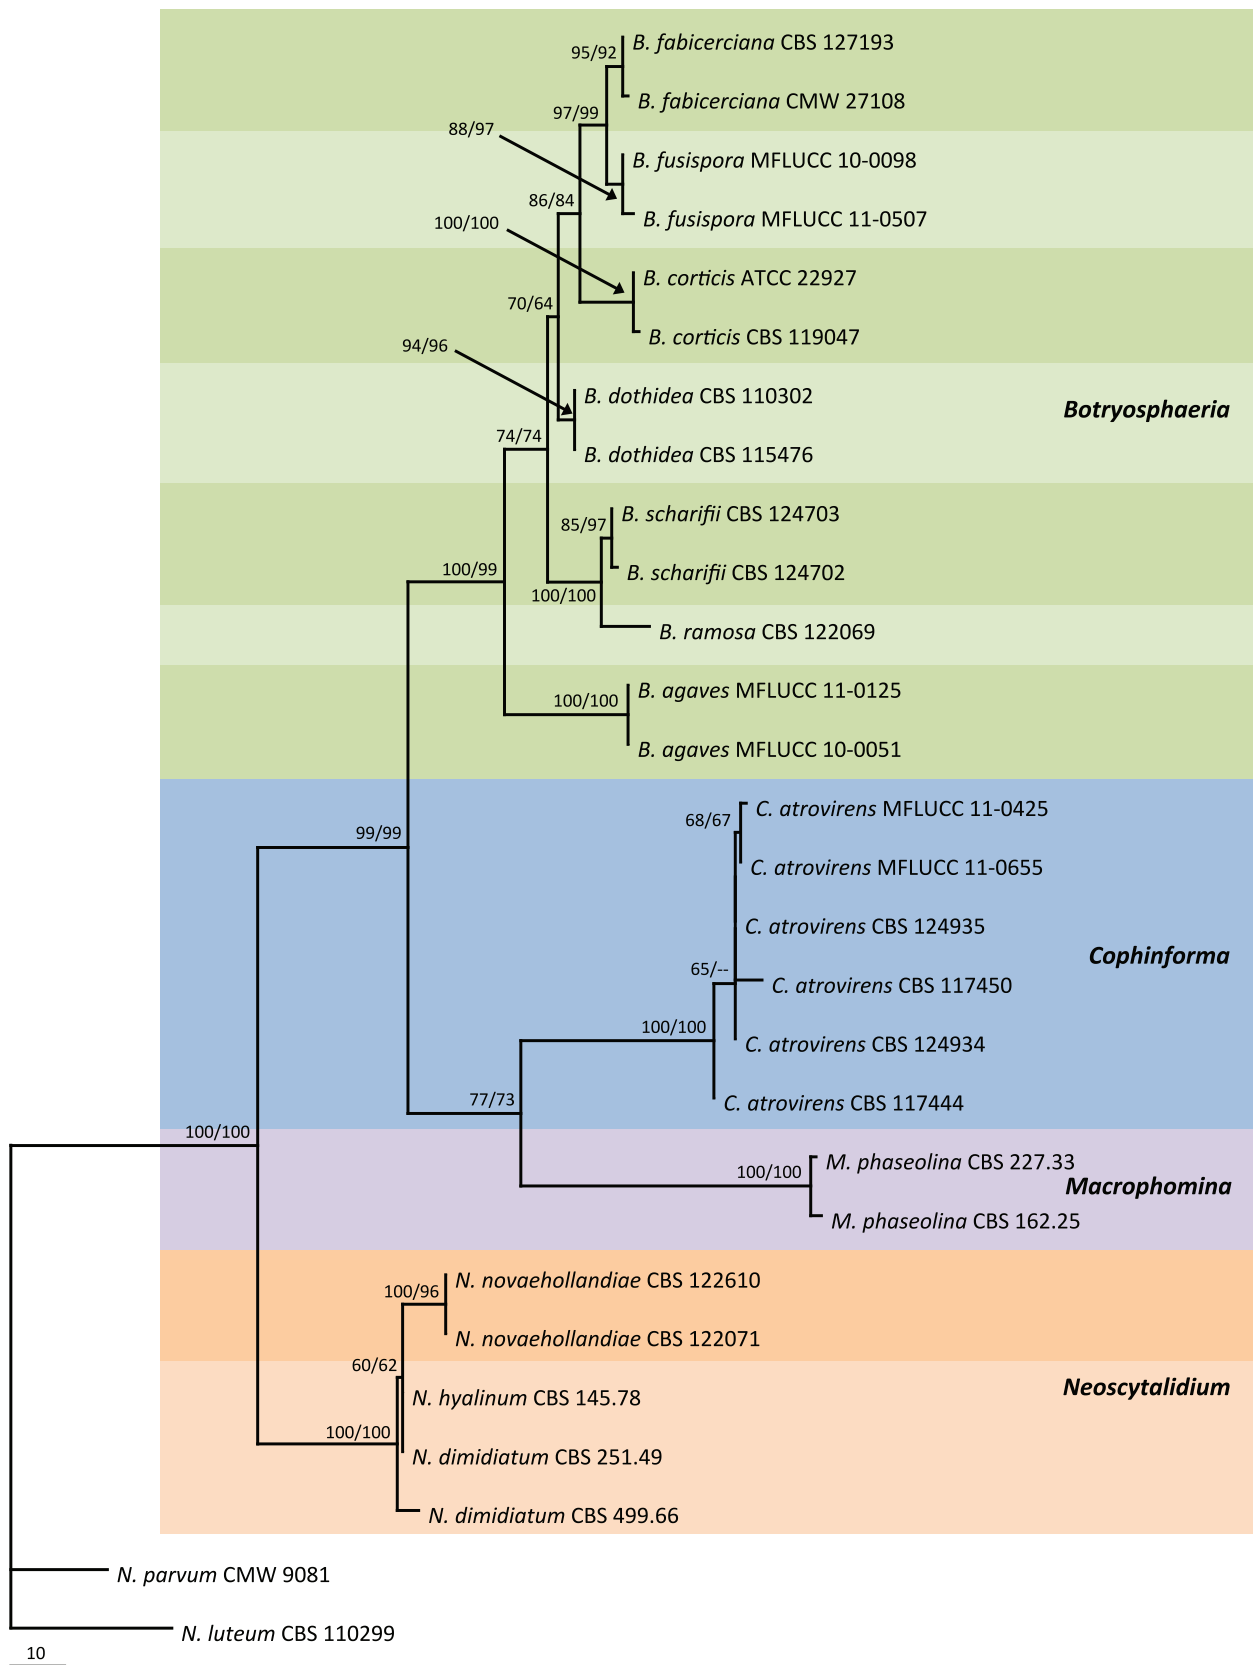 95/92
B. fabicerciana CBS 127193
B. fabicerciana CMW 27108
97/99
88/97
B. fusispora MFLUCC 10-0098
86/84
B. fusispora MFLUCC 11-0507
100/100
B. corticis ATCC 22927
70/64
B. corticis CBS 119047
94/96
B. dothidea CBS 110302
Botryosphaeria
74/74
B. dothidea CBS 115476
B. scharifii CBS 124703
85/97
100/99
B. scharifii CBS 124702
100/100
B. ramosa CBS 122069
B. agaves MFLUCC 11-0125
100/100
B. agaves MFLUCC 10-0051
C. atrovirens MFLUCC 11-0425
68/67
99/99
C. atrovirens MFLUCC 11-0655
C. atrovirens CBS 124935
Cophinforma
65/--
C. atrovirens CBS 117450
100/100
C. atrovirens CBS 124934
77/73
C. atrovirens CBS 117444
100/100
M. phaseolina CBS 227.33
100/100
Macrophomina
M. phaseolina CBS 162.25
N. novaehollandiae CBS 122610
100/96
N. novaehollandiae CBS 122071
60/62
Neoscytalidium
N. hyalinum CBS 145.78
100/100
N. dimidiatum CBS 251.49
N. dimidiatum CBS 499.66
N. parvum CMW 9081
N. luteum CBS 110299
10